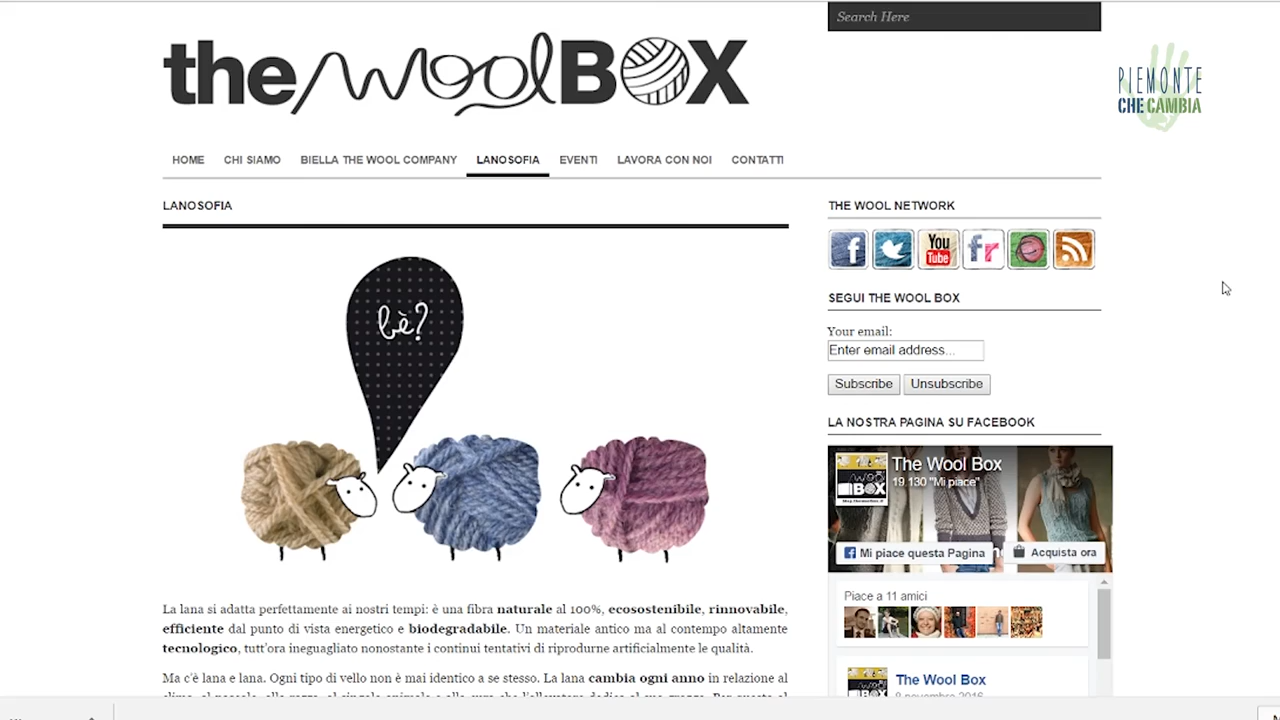 Search Here
the wool BOX
PIEMONTE
CHE CAMBIA
HOME CHI SIAMO BIELLA THE WOOL COMPANY LANOSOFIA EVENTI LAVORA CON NOI CONTATTI
LANOSOFIA
bè?
La lana si adatta perfettamente ai nostri tempi: è una fibra naturale al 100%, ecosostenibile, rinnovabile,
efficiente dal punto di vista energetico e biodegradabile. Un materiale antico ma al contempo altamente
tecnologico, tutt'ora ineguagliato nonostante i continui tentativi di riprodurne artificialmente le qualità.
Ma c'è lana e lana. Ogni tipo di vello non è mai identico a se stesso. La lana cambia ogni anno in relazione al
THE WOOL NETWORK
f
You
Tube
fr
SEGUI THE WOOL BOX
Your email:
Enter email address...
Subscribe Unsubscribe
LA NOSTRA PAGINA SU FACEBOOK
The Wool Box
19.130 "Mi piace"
BOX
Mi piace questa Pagina
Acquista ora
Piace a 11 amici
The Wool Box
8 novembre 2016